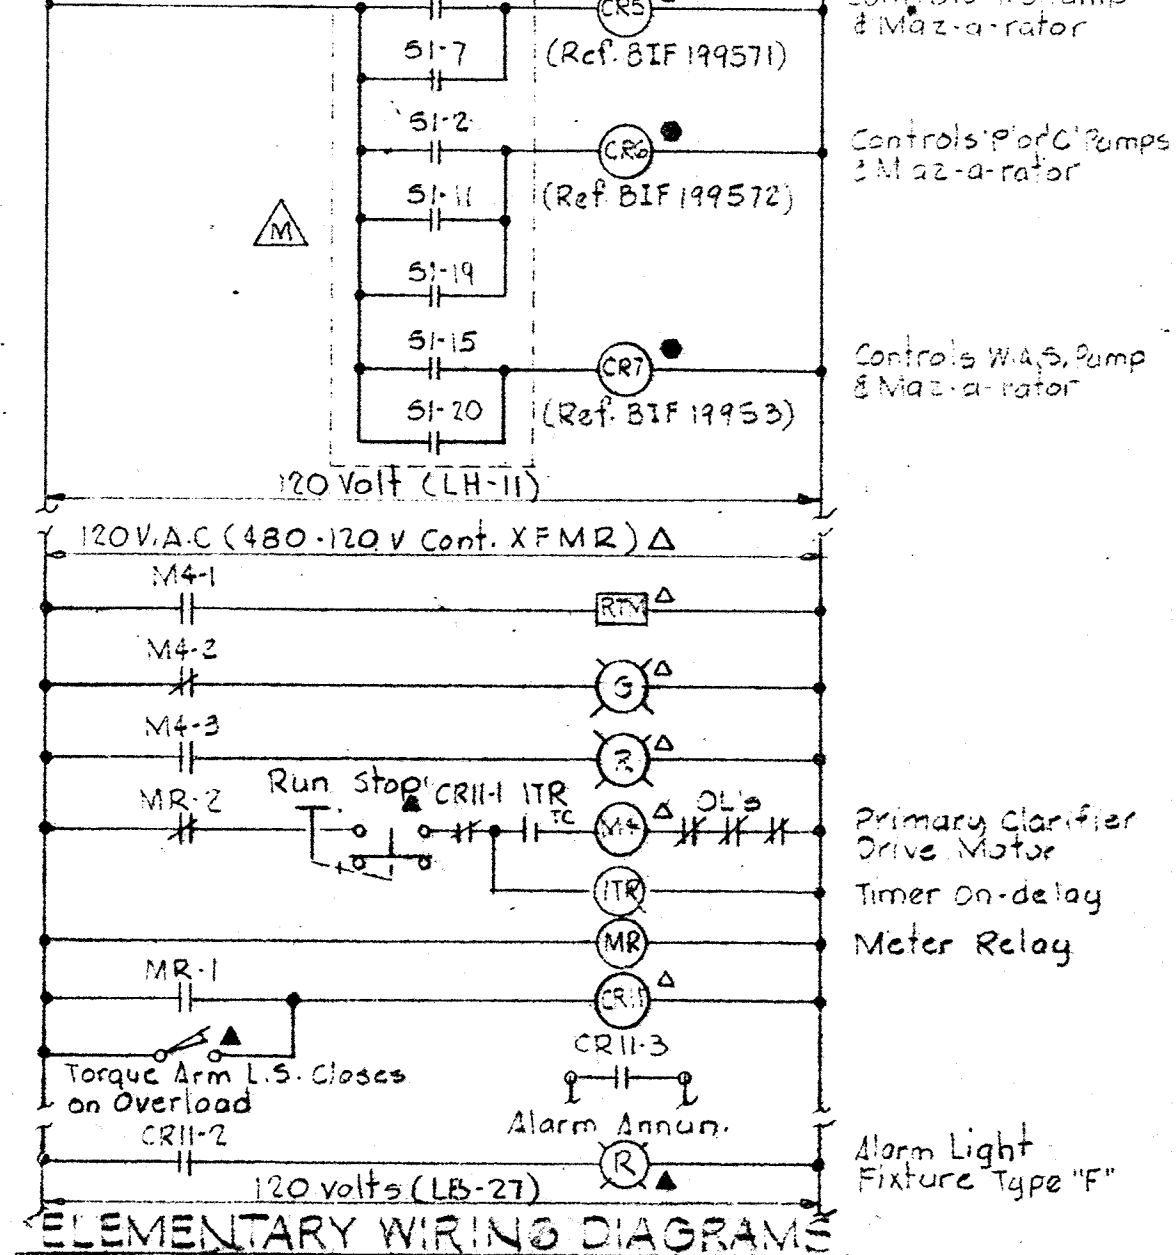 CR5
& Maz-a-rator
S1-7
(Ref. BIF 199571)
S1-2
CR6
Controls P or C Pumps
& Maz-a-rator
S1-11
(Ref. BIF 199572)
M
S1-19
S1-15
CR7
Controls W.A.S. Pump
& Maz-a-rator
S1-20
(Ref. BIF 19953)
120 Volt (LH-11)
120 V.A.C (480-120 V Cont. XFMR)
M4-1
RTM
M4-2
G
M4-3
R
Run Stop
CR11-1
1TR
TC
OL's
MR-2
M4
Primary Clarifier
Drive Motor
1TR
Timer On-delay
MR
Meter Relay
MR-1
CR11
CR11-3
Torque Arm L.S. Closes
on Overload
Alarm Annun.
CR11-2
R
Alarm Light
Fixture Type "F"
120 volts (LB-27)
ELEMENTARY WIRING DIAGRAMS